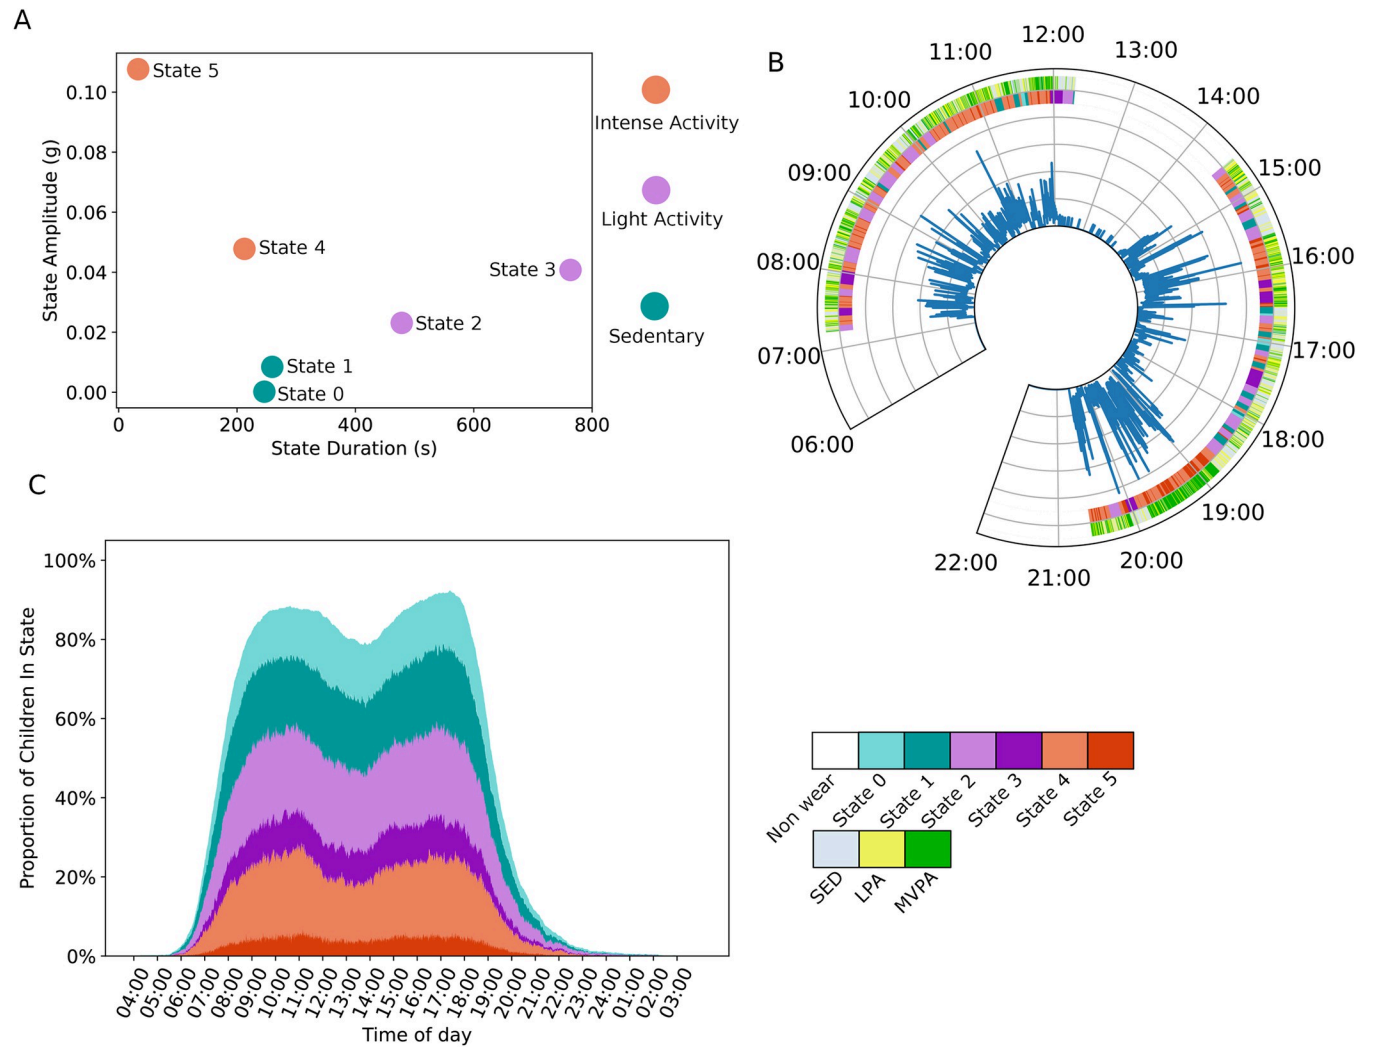 A
State Amplitude (g)
0.10
0.08
0.06
0.04
0.02
0.00
State 5
State 4
State 3
State 2
State 1
State 0
0
200
400
600
800
State Duration (s)
Intense Activity
Light Activity
Sedentary
B
06:00
07:00
08:00
09:00
10:00
11:00
12:00
13:00
14:00
15:00
16:00
17:00
18:00
19:00
20:00
21:00
22:00
C
Proportion of Children In State
100%
80%
60%
40%
20%
0%
04:00
05:00
06:00
07:00
08:00
09:00
10:00
11:00
12:00
13:00
14:00
15:00
16:00
17:00
18:00
19:00
20:00
21:00
22:00
23:00
24:00
01:00
02:00
03:00
Time of day
Non wear
State 0
State 1
State 2
State 3
State 4
State 5
SED
LPA
MVPA